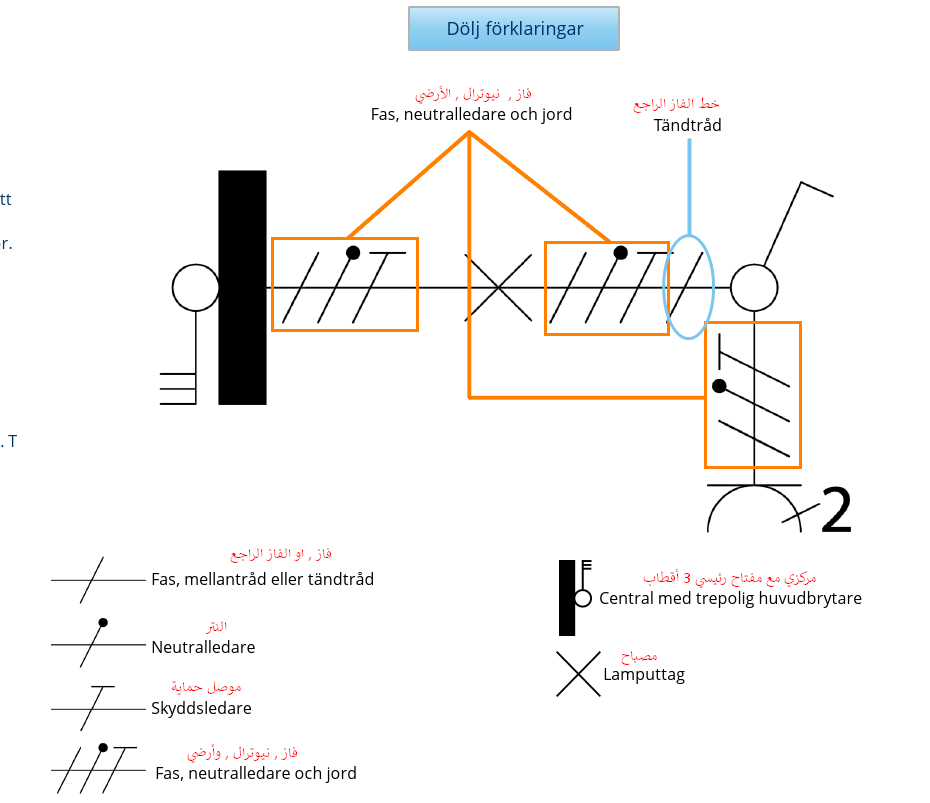 Dölj förklaringar
فاز , نيوترال , الأرضي
Fas, neutralledare och jord
خط الفاز الراجع
Tändtråd
tt
or.
. T
2
فاز , او الفاز الراجع
Fas, mellantråd eller tändtråd
النتر
Neutralledare
موصل حماية
Skyddsledare
فاز , نيوترال , وأرضي
Fas, neutralledare och jord
مركزي مع مفتاح رئيسي 3 أقطاب
Central med trepolig huvudbrytare
مصباح
Lamputtag